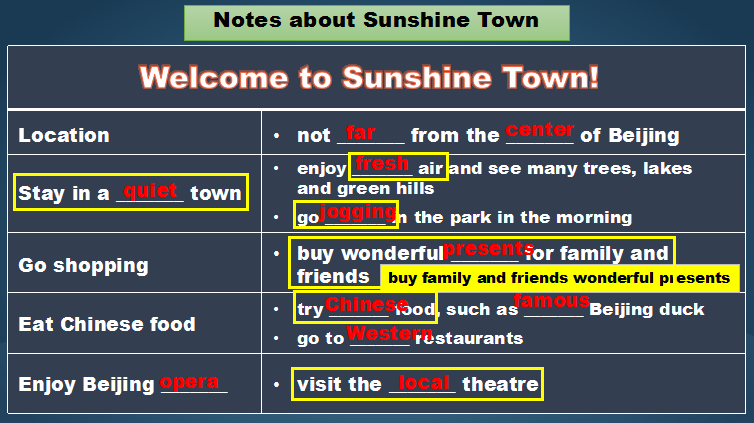 Notes about Sunshine Town
Welcome to Sunshine Town!
Location
• not far from the center of Beijing
Stay in a quiet town
• enjoy fresh air and see many trees, lakes
and green hills
• go jogging in the park in the morning
Go shopping
• buy wonderful presents for family and
friends
buy family and friends wonderful presents
Eat Chinese food
• try Chinese food, such as famous Beijing duck
• go to Western restaurants
Enjoy Beijing opera
• visit the local theatre